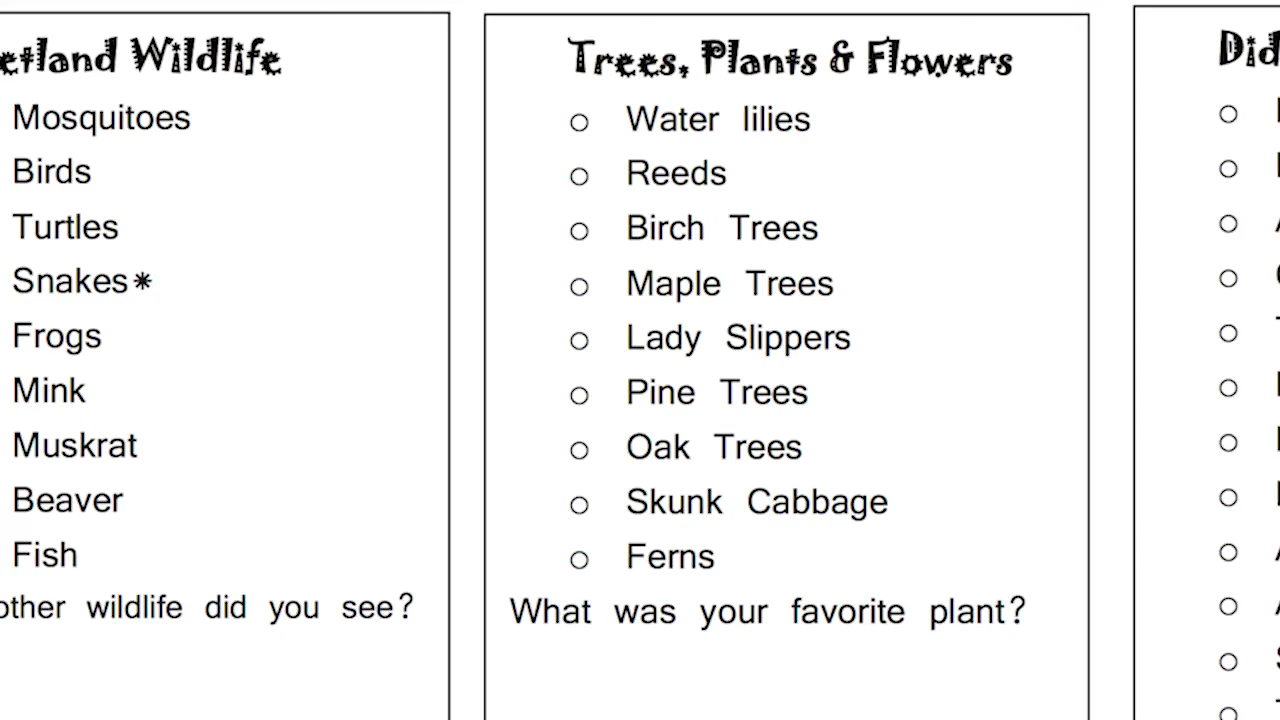 etland Wildlife
Mosquitoes
Birds
Turtles
Snakes*
Frogs
Mink
Muskrat
Beaver
Fish
other wildlife did you see?
Trees, Plants & Flowers
Water lilies
Reeds
Birch Trees
Maple Trees
Lady Slippers
Pine Trees
Oak Trees
Skunk Cabbage
Ferns
What was your favorite plant?
Did